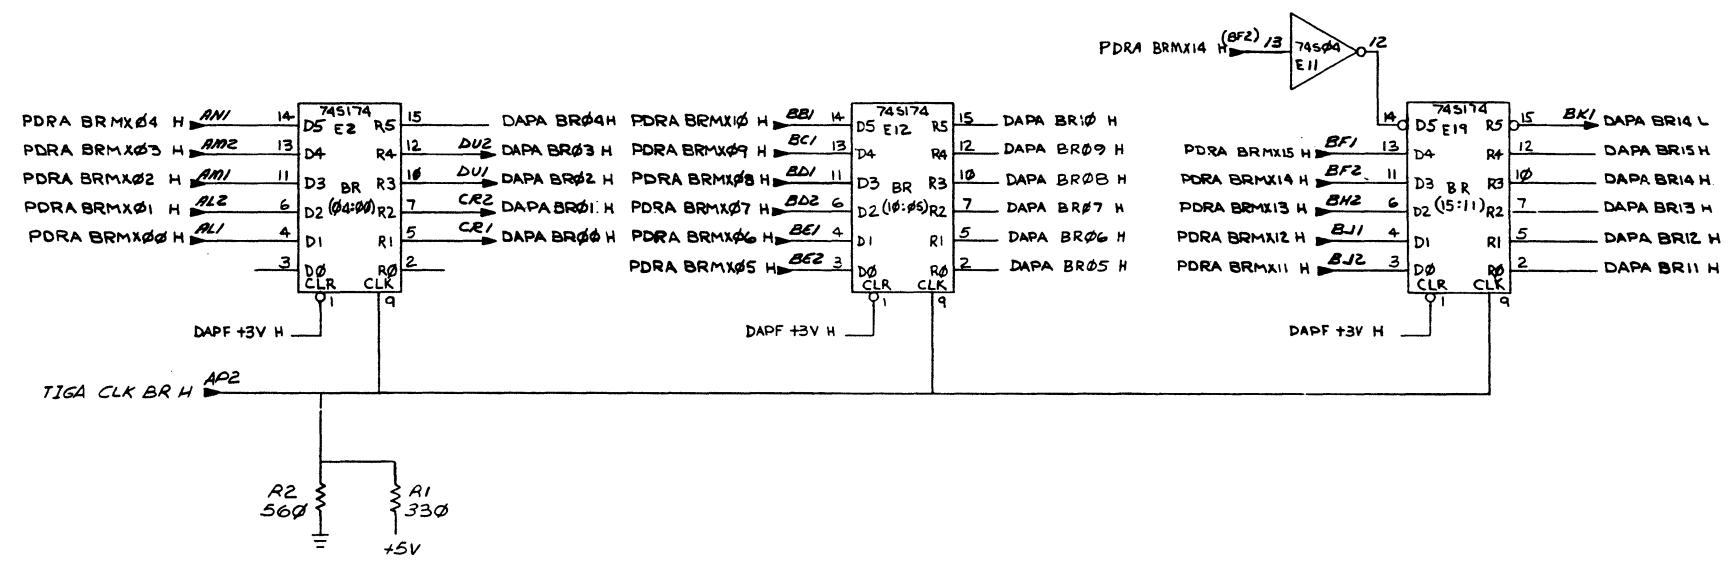 PDRA BRMX14 H (BF2) 13 74SØ4 E11 12
74S174
E2
BR
(Ø4:ØØ)
PDRA BRMXØ4 H AN1 14 D5 R5 15 DAPA BRØ4 H
PDRA BRMXØ3 H AM2 13 D4 R4 12 DU2 DAPA BRØ3 H
PDRA BRMXØ2 H AM1 11 D3 R3 1Ø DU1 DAPA BRØ2 H
PDRA BRMXØ1 H AL2 6 D2 R2 7 CR2 DAPA BRØ1 H
PDRA BRMXØØ H AL1 4 D1 R1 5 CR1 DAPA BRØØ H
3 DØ RØ 2
CLR CLK
1 9
DAPF +3V H
74S174
E12
BR
(1Ø:Ø5)
PDRA BRMX1Ø H BB1 14 D5 R5 15 DAPA BR1Ø H
PDRA BRMXØ9 H BC1 13 D4 R4 12 DAPA BRØ9 H
PDRA BRMXØ8 H BD1 11 D3 R3 1Ø DAPA BRØ8 H
PDRA BRMXØ7 H BD2 6 D2 R2 7 DAPA BRØ7 H
PDRA BRMXØ6 H BE1 4 D1 R1 5 DAPA BRØ6 H
PDRA BRMXØ5 H BE2 3 DØ RØ 2 DAPA BRØ5 H
CLR CLK
1 9
DAPF +3V H
74S174
E19
BR
(15:11)
14 D5 R5 15 BK1 DAPA BR14 L
PDRA BRMX15 H BF1 13 D4 R4 12 DAPA BR15 H
PDRA BRMX14 H BF2 11 D3 R3 1Ø DAPA BR14 H
PDRA BRMX13 H BH2 6 D2 R2 7 DAPA BR13 H
PDRA BRMX12 H BJ1 4 D1 R1 5 DAPA BR12 H
PDRA BRMX11 H BJ2 3 DØ RØ 2 DAPA BR11 H
CLR CLK
1 9
DAPF +3V H
TIGA CLK BR H AP2
R2
56Ø
R1
33Ø
+5V